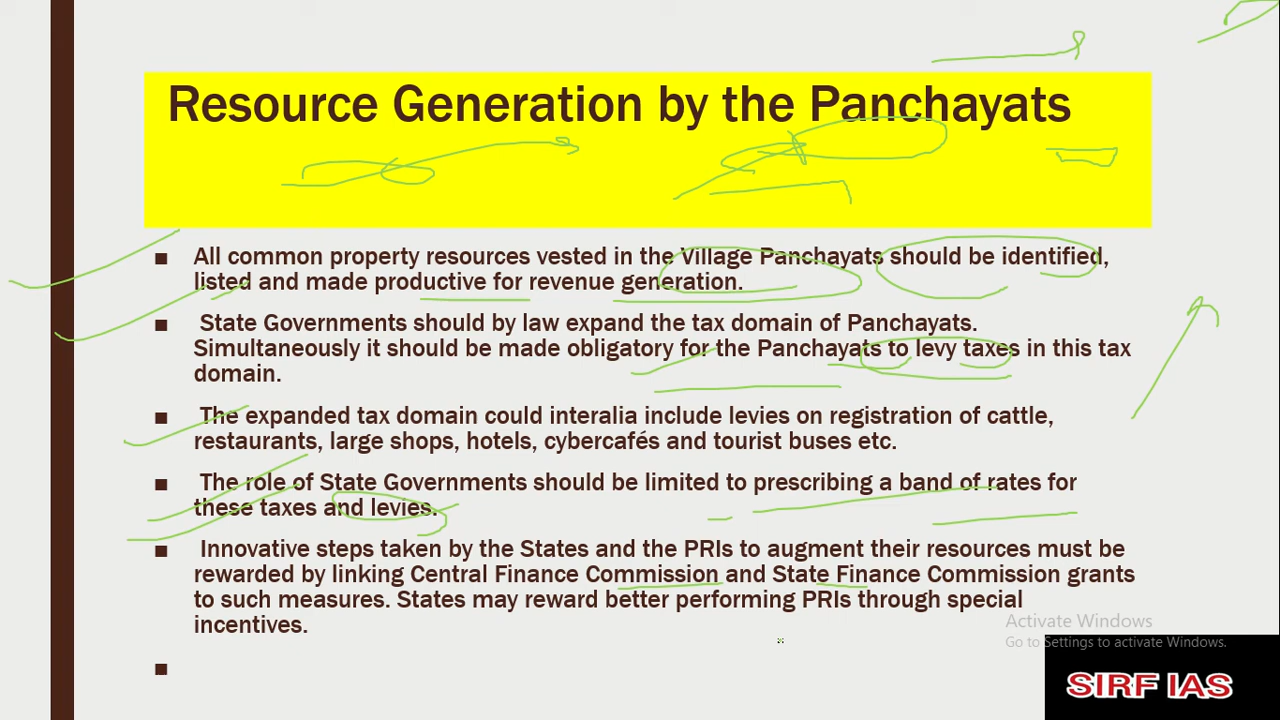 Resource Generation by the Panchayats
▪ All common property resources vested in the Village Panchayats should be identified,
listed and made productive for revenue generation.
▪ State Governments should by law expand the tax domain of Panchayats.
Simultaneously it should be made obligatory for the Panchayats to levy taxes in this tax
domain.
▪ The expanded tax domain could interalia include levies on registration of cattle,
restaurants, large shops, hotels, cybercafés and tourist buses etc.
▪ The role of State Governments should be limited to prescribing a band of rates for
these taxes and levies.
▪ Innovative steps taken by the States and the PRIs to augment their resources must be
rewarded by linking Central Finance Commission and State Finance Commission grants
to such measures. States may reward better performing PRIs through special
incentives.
▪
Activate Windows
Go to Settings to activate Windows.
SIRF IAS